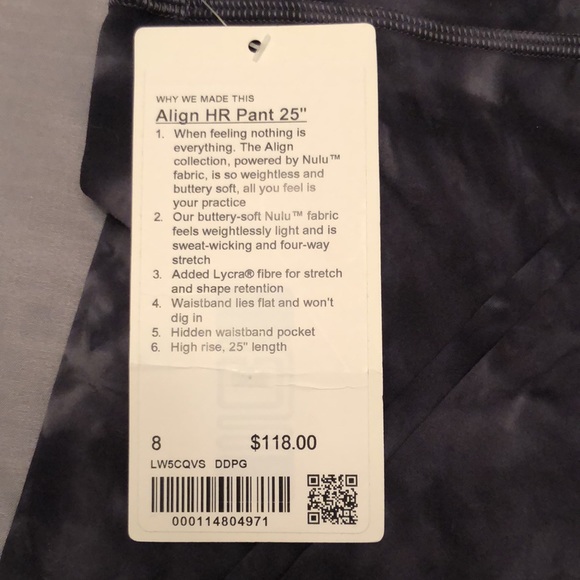 WHY WE MADE THIS
Align HR Pant 25"
1. When feeling nothing is
everything. The Align
collection, powered by Nulu™
fabric, is so weightless and
buttery soft, all you feel is
your practice
2. Our buttery-soft Nulu™ fabric
feels weightlessly light and is
sweat-wicking and four-way
stretch
3. Added Lycra® fibre for stretch
and shape retention
4. Waistband lies flat and won't
dig in
5. Hidden waistband pocket
6. High rise, 25" length
8 $118.00
LW5CQVS DDPG
000114804971